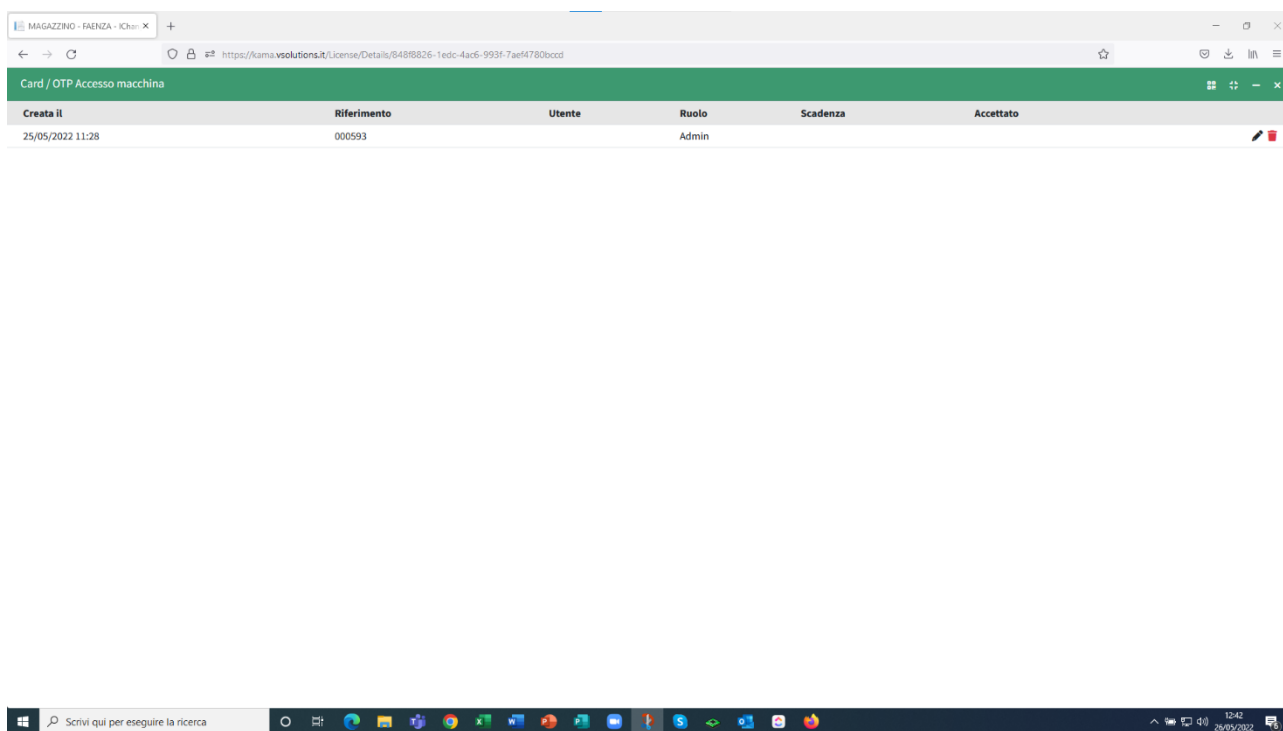 MAGAZZINO - FAENZA - IChan
https://kama.vsolutions.it/License/Details/848f8826-1edc-4ac6-993f-7aef4780bccd
Card / OTP Accesso macchina
Creata il Riferimento Utente Ruolo Scadenza Accettato
25/05/2022 11:28 000593 Admin
Scrivi qui per eseguire la ricerca
12:42
26/05/2022